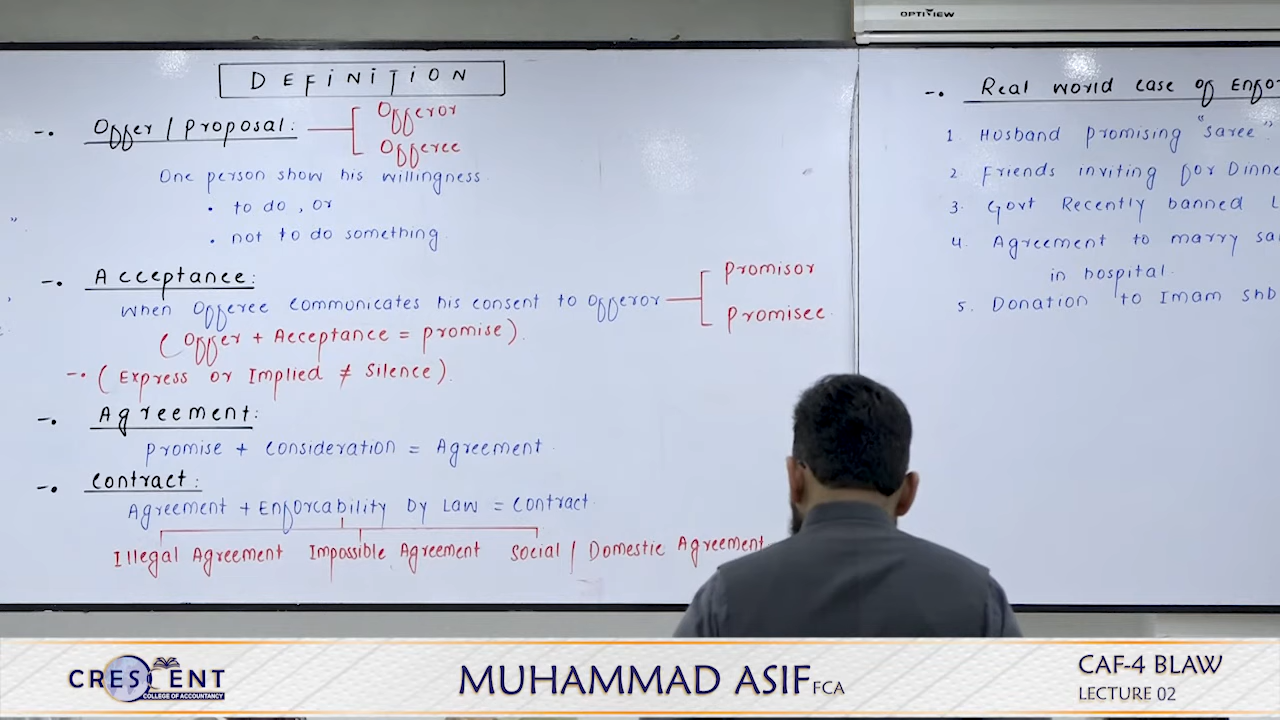 OPTIVIEW
DEFINITION
-. Offer / Proposal:
Offeror
Offeree
One person show his willingness
• to do, or
• not to do something
-. Acceptance:
When Offeree communicates his consent to offeror
Promisor
Promisee
(Offer + Acceptance = promise)
-. (Express or Implied ≠ Silence).
-. Agreement:
Promise + consideration = Agreement
-. Contract:
Agreement + Enforcability by Law = contract
Illegal Agreement Impossible Agreement Social / Domestic Agreement
-. Real world case of Enfo
1. Husband promising "saree"
2. Friends inviting for Dinne
3. Govt Recently banned L
4. Agreement to marry sa
in hospital
5. Donation to Imam
CRESCENT
COLLEGE OF ACCOUNTANCY
MUHAMMAD ASIF FCA
CAF-4 BLAW
LECTURE 02